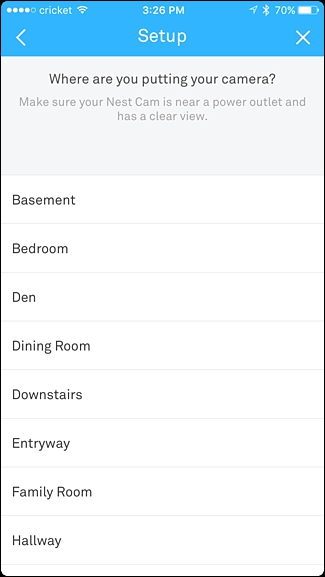 cricket 3:26 PM 70%
Setup
Where are you putting your camera?
Make sure your Nest Cam is near a power outlet and
has a clear view.
Basement
Bedroom
Den
Dining Room
Downstairs
Entryway
Family Room
Hallway